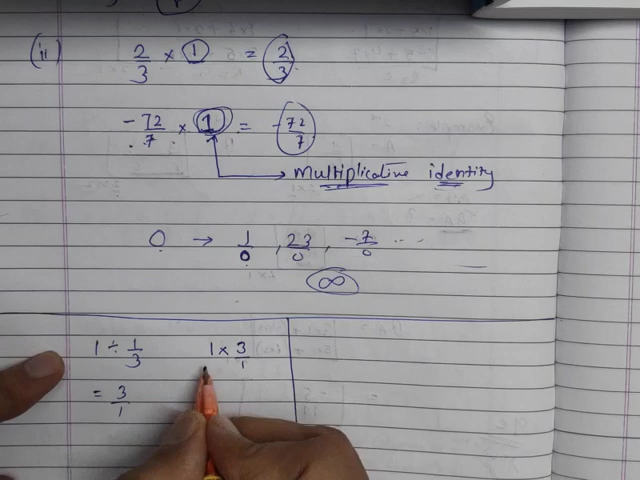 (ii) 2/3 × 1 = 2/3
-72/7 × 1 = -72/7
Multiplicative identity
0 → 1/0 , 23/0 , -7/0 ...
∞
1 ÷ 1/3 1 × 3/1
= 3/1